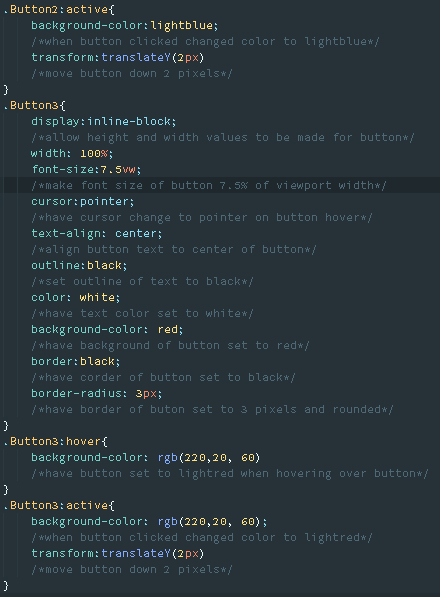 .Button2:active{
background-color:lightblue;
/*when button clicked changed color to lightblue*/
transform:translateY(2px)
/*move button down 2 pixels*/
}
.Button3{
display:inline-block;
/*allow height and width values to be made for button*/
width: 100%;
font-size:7.5vw;
/*make font size of button 7.5% of viewport width*/
cursor:pointer;
/*have cursor change to pointer on button hover*/
text-align: center;
/*align button text to center of button*/
outline:black;
/*set outline of text to black*/
color: white;
/*have text color set to white*/
background-color: red;
/*have background of button set to red*/
border:black;
/*have corder of button set to black*/
border-radius: 3px;
/*have border of buton set to 3 pixels and rounded*/
}
.Button3:hover{
background-color: rgb(220,20, 60)
/*have button set to lightred when hovering over button*/
}
.Button3:active{
background-color: rgb(220,20, 60);
/*when button clicked changed color to lightred*/
transform:translateY(2px)
/*move button down 2 pixels*/
}